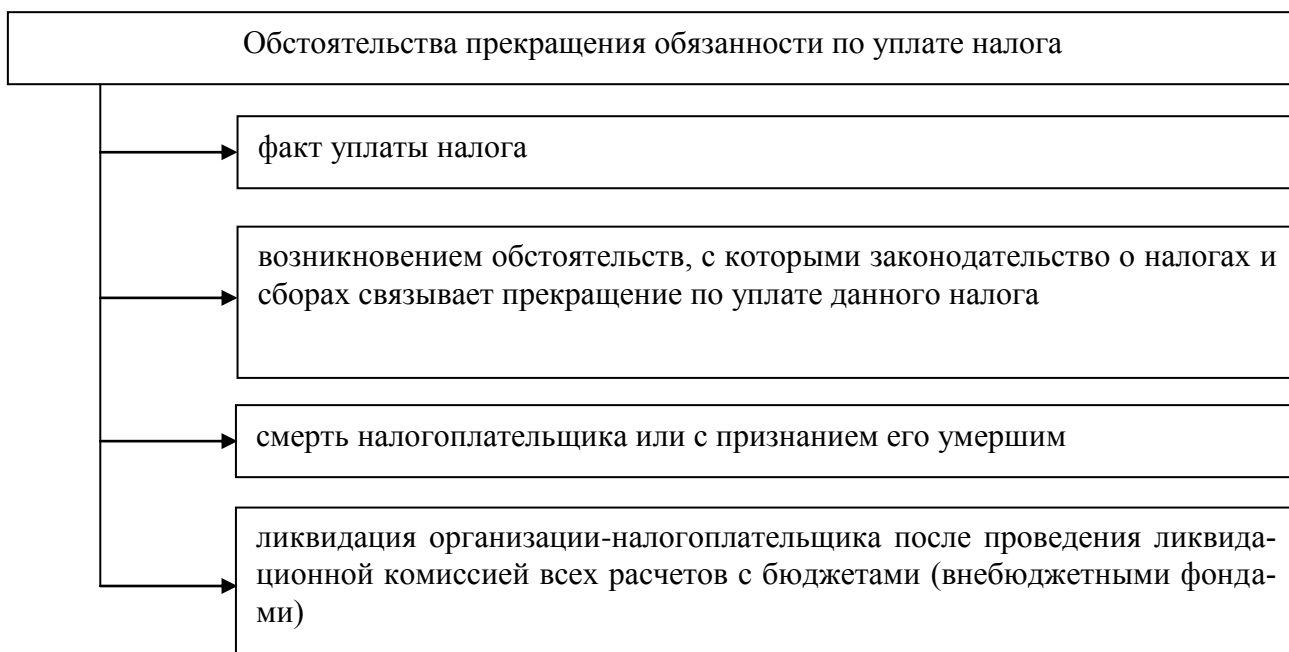 Обстоятельства прекращения обязанности по уплате налога
факт уплаты налога
возникновением обстоятельств, с которыми законодательство о налогах и
сборах связывает прекращение по уплате данного налога
смерть налогоплательщика или с признанием его умершим
ликвидация организации-налогоплательщика после проведения ликвида-
ционной комиссией всех расчетов с бюджетами (внебюджетными фонда-
ми)